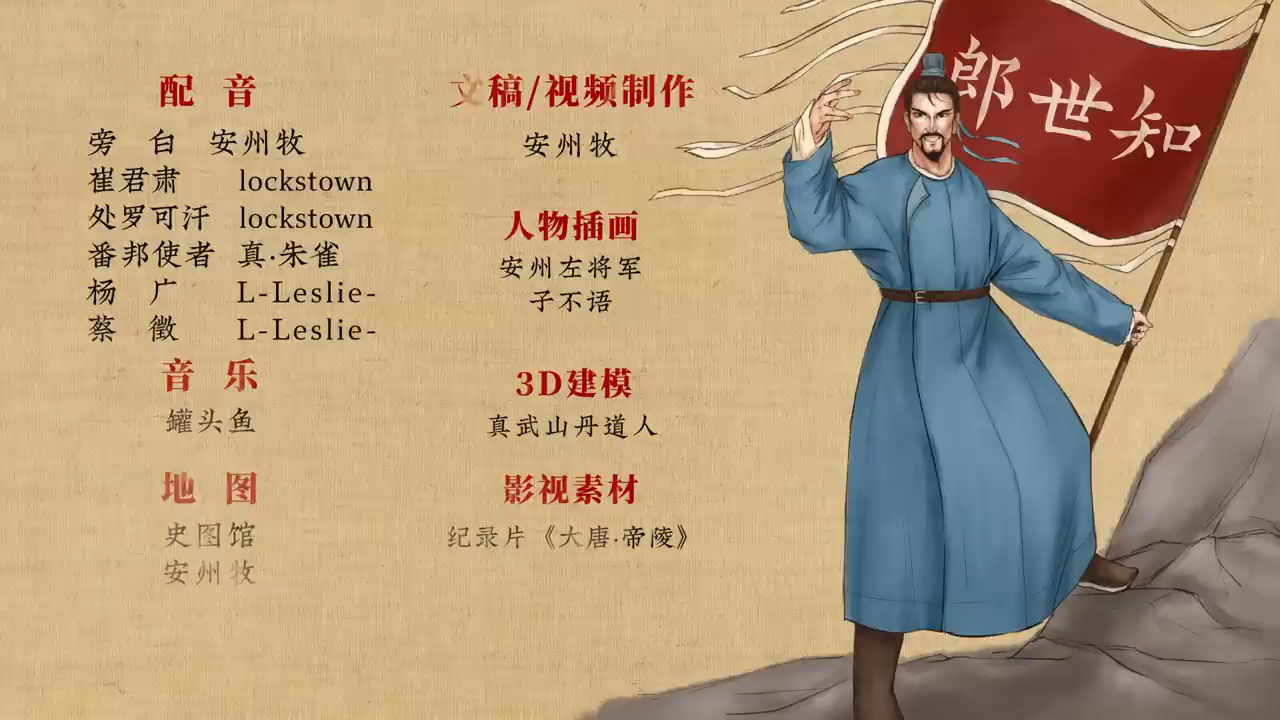 配 音
旁 白 安州牧
崔君肃 lockstown
处罗可汗 lockstown
番邦使者 真·朱雀
杨 广 L-Leslie-
蔡 徵 L-Leslie-
音 乐
罐头鱼
地 图
史图馆
安州牧
文稿/视频制作
安州牧
人物插画
安州左将军
子不语
3D建模
真武山丹道人
影视素材
纪录片《大唐·帝陵》
知世郎